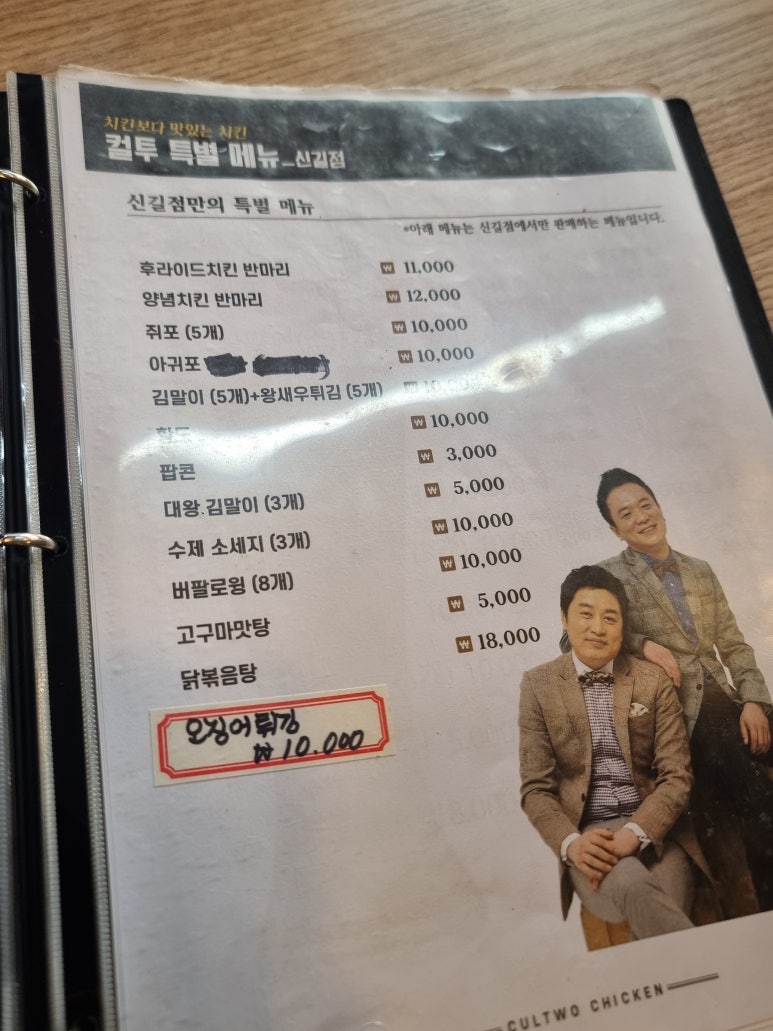 치킨보다 맛있는 치킨
컬투 특별 메뉴_신길점
신길점만의 특별 메뉴
*아래 메뉴는 신길점에서만 판매하는 메뉴입니다.
후라이드치킨 반마리 ₩ 11,000
양념치킨 반마리 ₩ 12,000
쥐포 (5개) ₩ 10,000
아귀포 ₩ 10,000
김말이 (5개)+왕새우튀김 (5개) ₩ 10,000
₩ 10,000
팝콘 ₩ 3,000
대왕 김말이 (3개) ₩ 5,000
수제 소세지 (3개) ₩ 10,000
버팔로윙 (8개) ₩ 10,000
고구마맛탕 ₩ 5,000
닭볶음탕 ₩ 18,000
오징어튀김
₩ 10.000
CULTWO CHICKEN